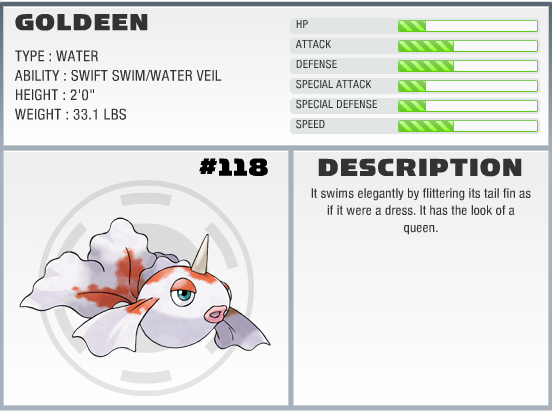 GOLDEEN
TYPE : WATER
ABILITY : SWIFT SWIM/WATER VEIL
HEIGHT : 2'0"
WEIGHT : 33.1 LBS
HP
ATTACK
DEFENSE
SPECIAL ATTACK
SPECIAL DEFENSE
SPEED
#118
DESCRIPTION
It swims elegantly by flittering its tail fin as
if it were a dress. It has the look of a
queen.